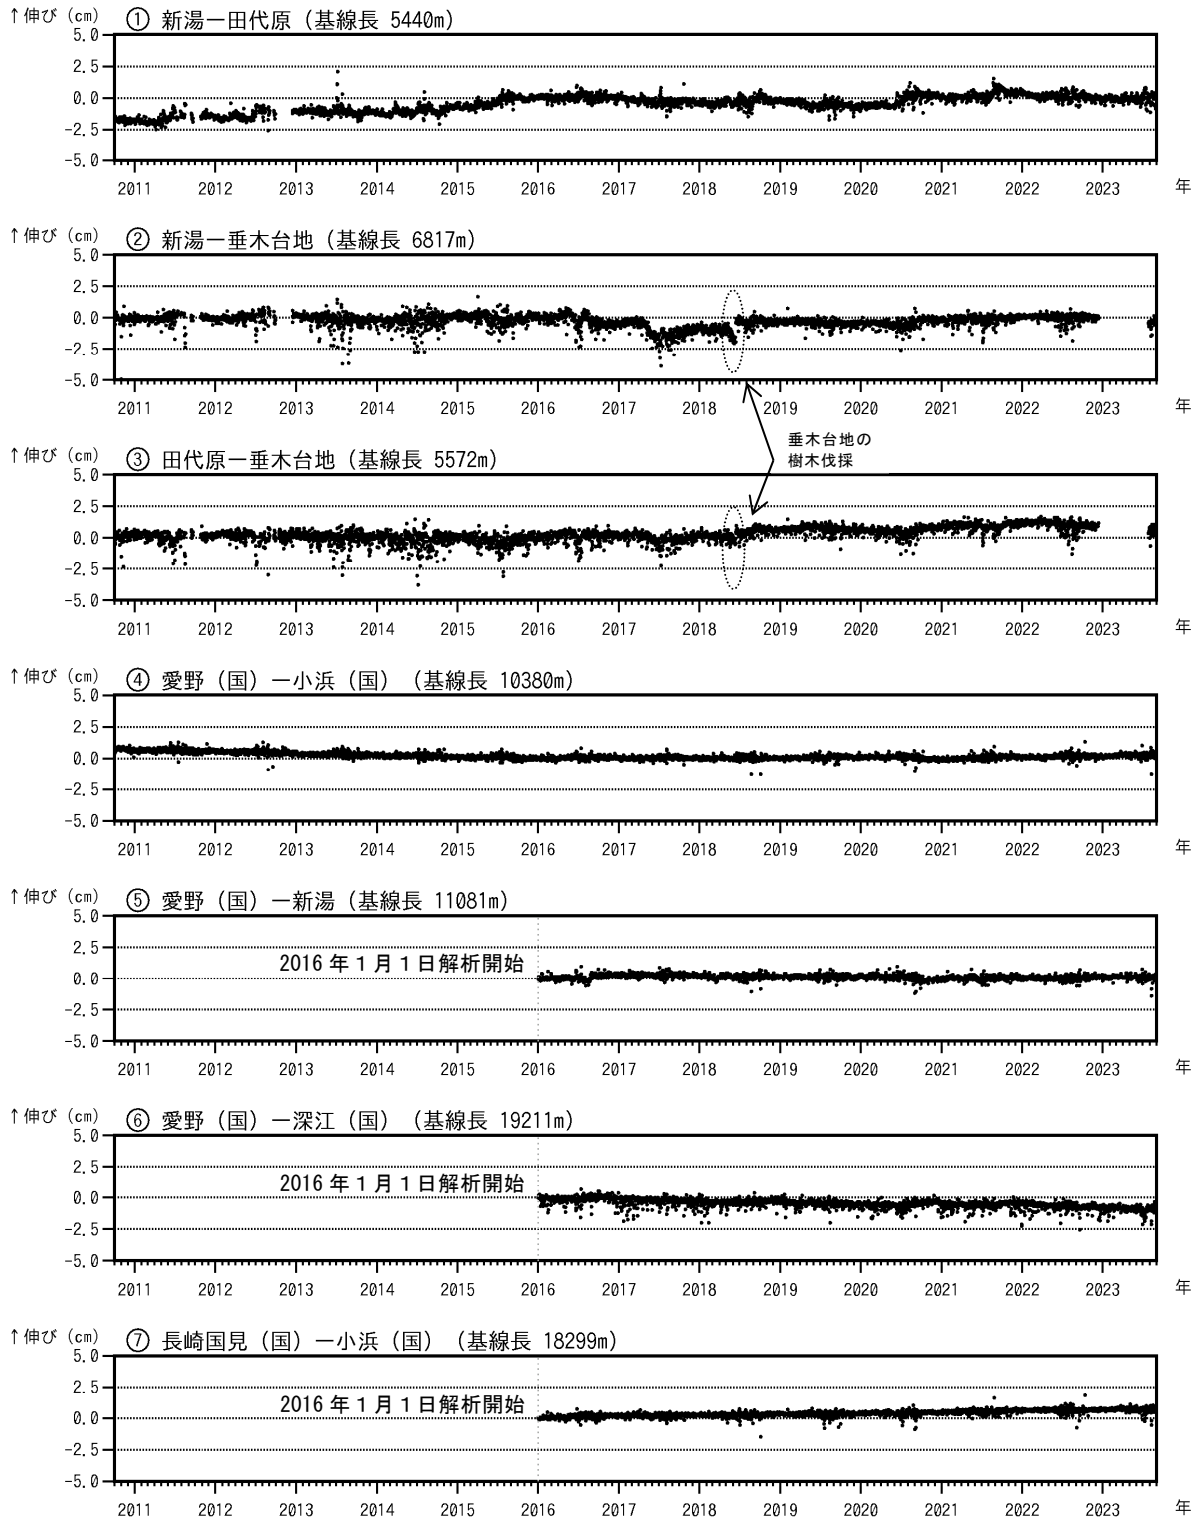 ↑伸び（cm） ① 新湯－田代原（基線長 5440m）
5.0
2.5
0.0
-2.5
-5.0
2011 2012 2013 2014 2015 2016 2017 2018 2019 2020 2021 2022 2023 年
↑伸び（cm） ② 新湯－垂木台地（基線長 6817m）
5.0
2.5
0.0
-2.5
-5.0
2011 2012 2013 2014 2015 2016 2017 2018 2019 2020 2021 2022 2023 年
垂木台地の
樹木伐採
↑伸び（cm） ③ 田代原－垂木台地（基線長 5572m）
5.0
2.5
0.0
-2.5
-5.0
2011 2012 2013 2014 2015 2016 2017 2018 2019 2020 2021 2022 2023 年
↑伸び（cm） ④ 愛野（国）－小浜（国）（基線長 10380m）
5.0
2.5
0.0
-2.5
-5.0
2011 2012 2013 2014 2015 2016 2017 2018 2019 2020 2021 2022 2023 年
↑伸び（cm） ⑤ 愛野（国）－新湯（基線長 11081m）
5.0
2.5
2016 年１月１日解析開始
0.0
-2.5
-5.0
2011 2012 2013 2014 2015 2016 2017 2018 2019 2020 2021 2022 2023 年
↑伸び（cm） ⑥ 愛野（国）－深江（国）（基線長 19211m）
5.0
2.5
2016 年１月１日解析開始
0.0
-2.5
-5.0
2011 2012 2013 2014 2015 2016 2017 2018 2019 2020 2021 2022 2023 年
↑伸び（cm） ⑦ 長崎国見（国）－小浜（国）（基線長 18299m）
5.0
2.5
2016 年１月１日解析開始
0.0
-2.5
-5.0
2011 2012 2013 2014 2015 2016 2017 2018 2019 2020 2021 2022 2023 年